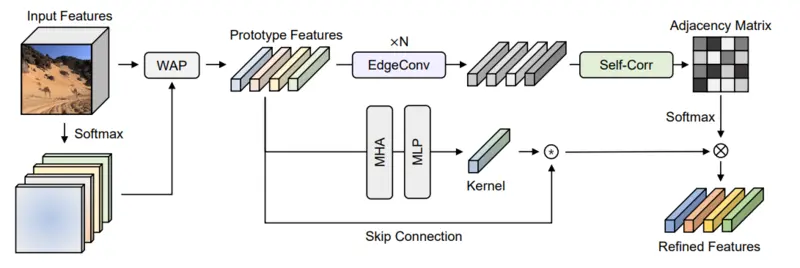 Input Features
Prototype Features
×N
Adjacency Matrix
WAP
EdgeConv
Self-Corr
Softmax
Softmax
MHA
MLP
Kernel
Skip Connection
Refined Features